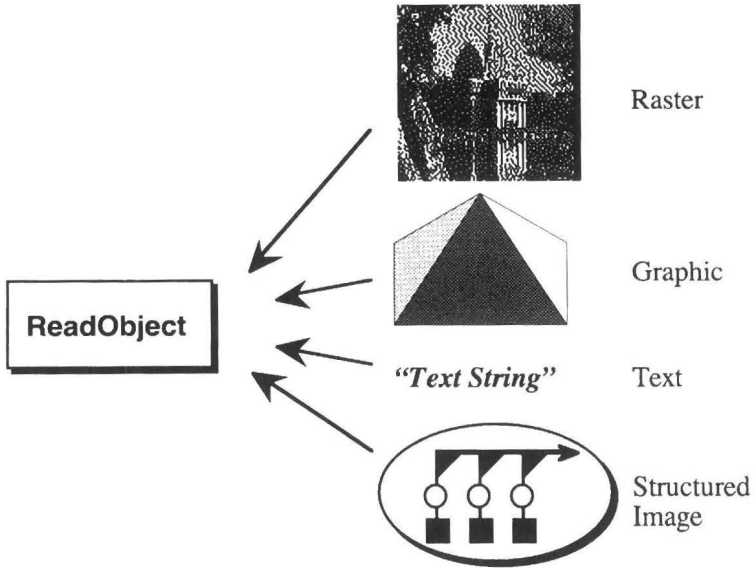 Raster
Graphic
ReadObject
“Text String”
Text
Structured
Image